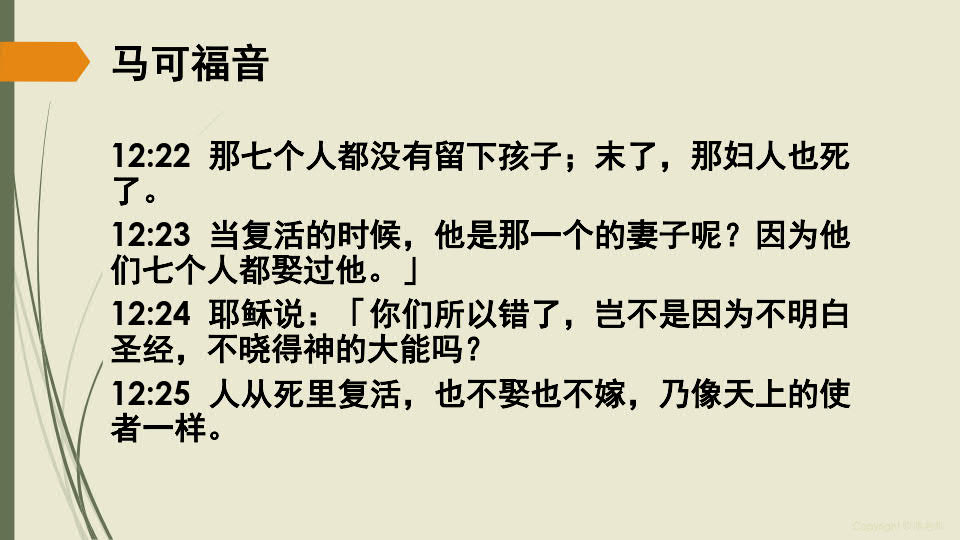 马可福音
12:22 那七个人都没有留下孩子；末了，那妇人也死
了。
12:23 当复活的时候，他是那一个的妻子呢？因为他
们七个人都娶过他。」
12:24 耶稣说：「你们所以错了，岂不是因为不明白
圣经，不晓得神的大能吗？
12:25 人从死里复活，也不娶也不嫁，乃像天上的使
者一样。